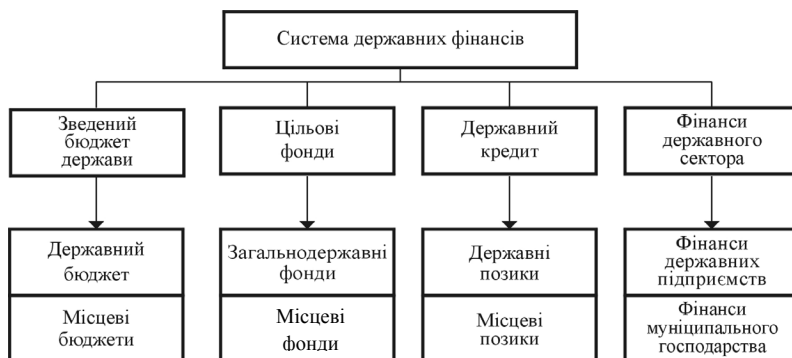 Система державних фінансів
Зведений
бюджет
держави
Цільові
фонди
Державний
кредит
Фінанси
державного
сектора
Державний
бюджет
Загальнодержавні
фонди
Державні
позики
Фінанси
державних
підприємств
Місцеві
бюджети
Місцеві
фонди
Місцеві
позики
Фінанси
муніципального
господарства